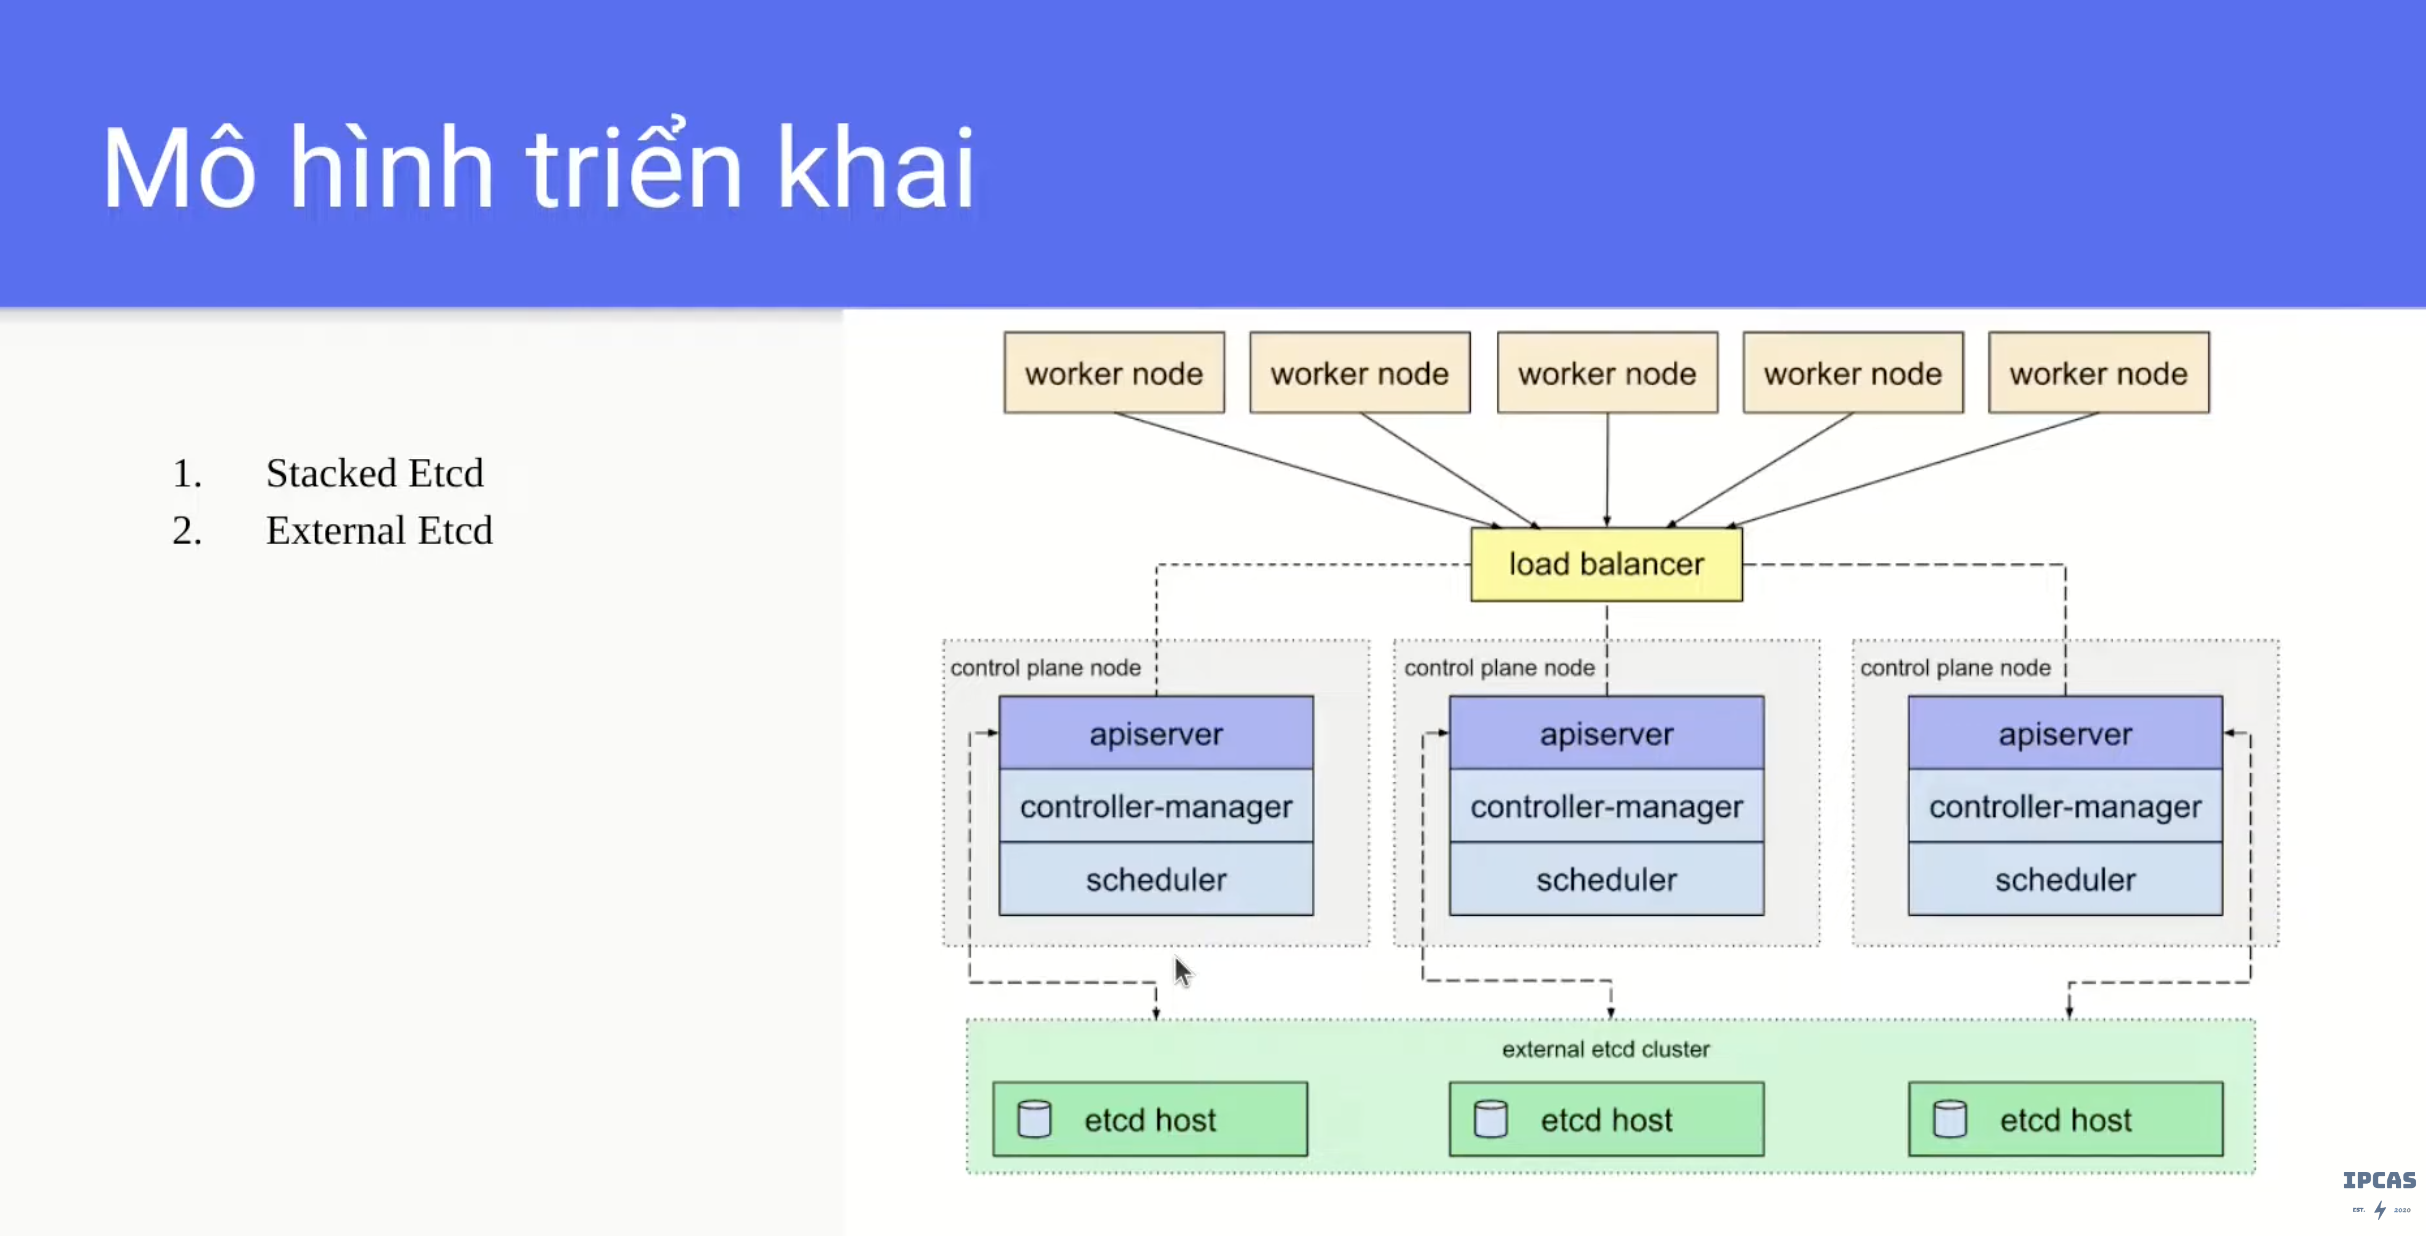 Mô hình triển khai
1. Stacked Etcd
2. External Etcd
worker node worker node worker node worker node worker node
load balancer
control plane node control plane node control plane node
apiserver apiserver apiserver
controller-manager controller-manager controller-manager
scheduler scheduler scheduler
external etcd cluster
etcd host etcd host etcd host
IPCAS
EST. 2020